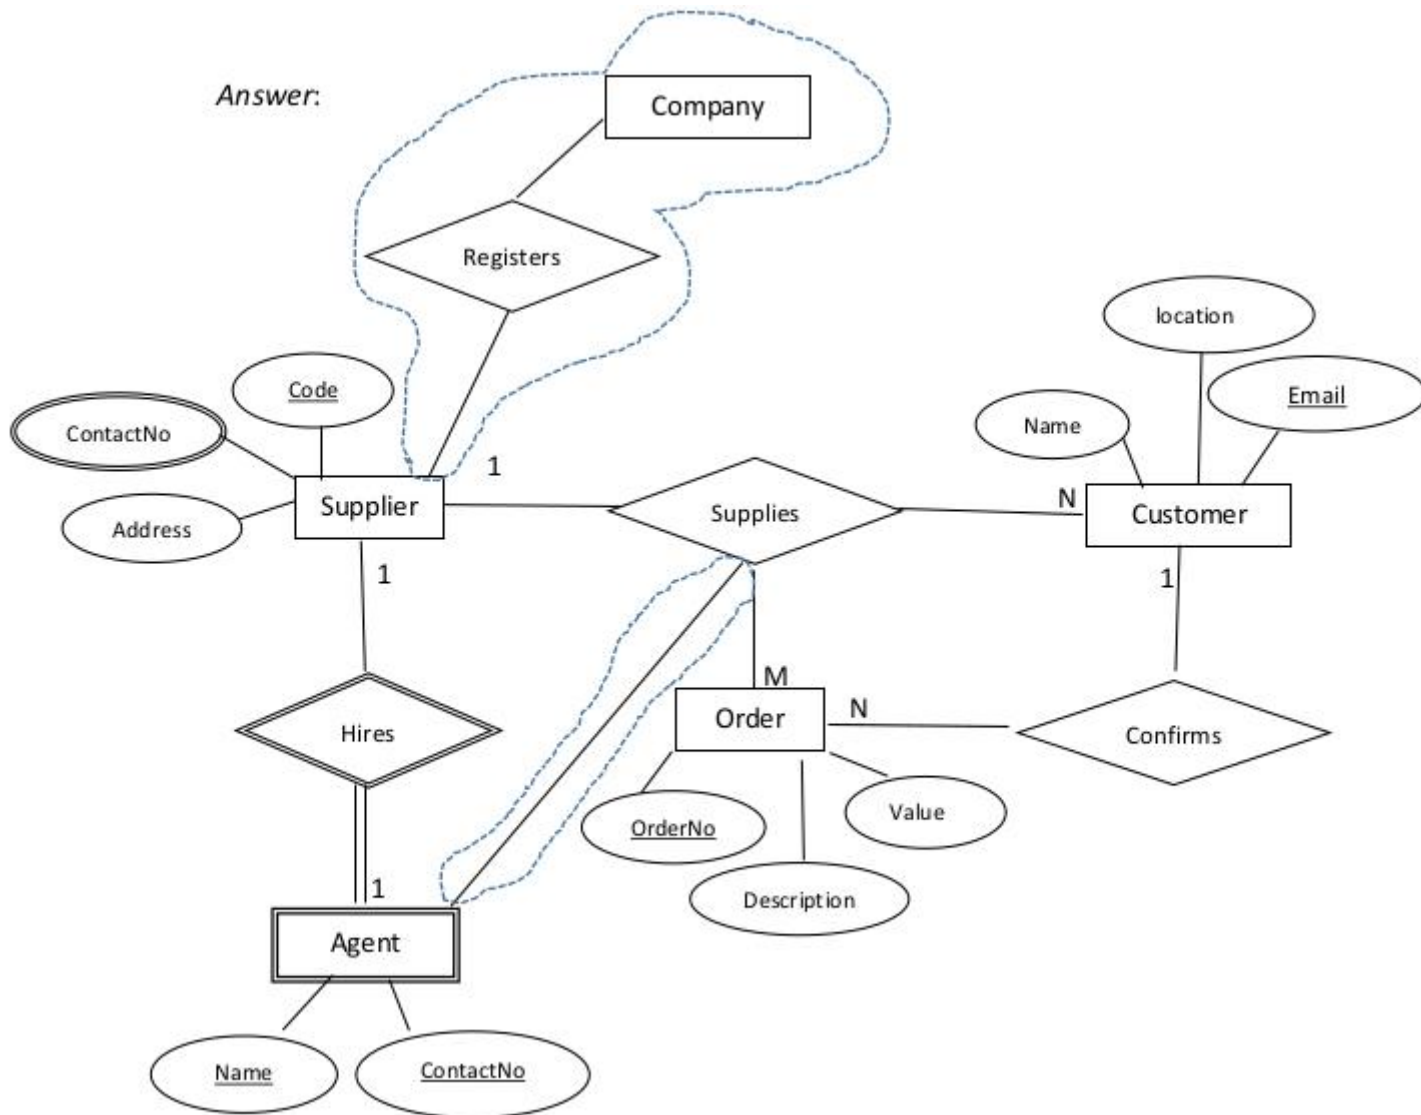 Answer:
Company
Registers
location
Code
Email
ContactNo
Name
1
Supplier
Supplies
N
Customer
Address
1
1
M
Order
N
Hires
Confirms
Value
OrderNo
1
Description
Agent
Name
ContactNo